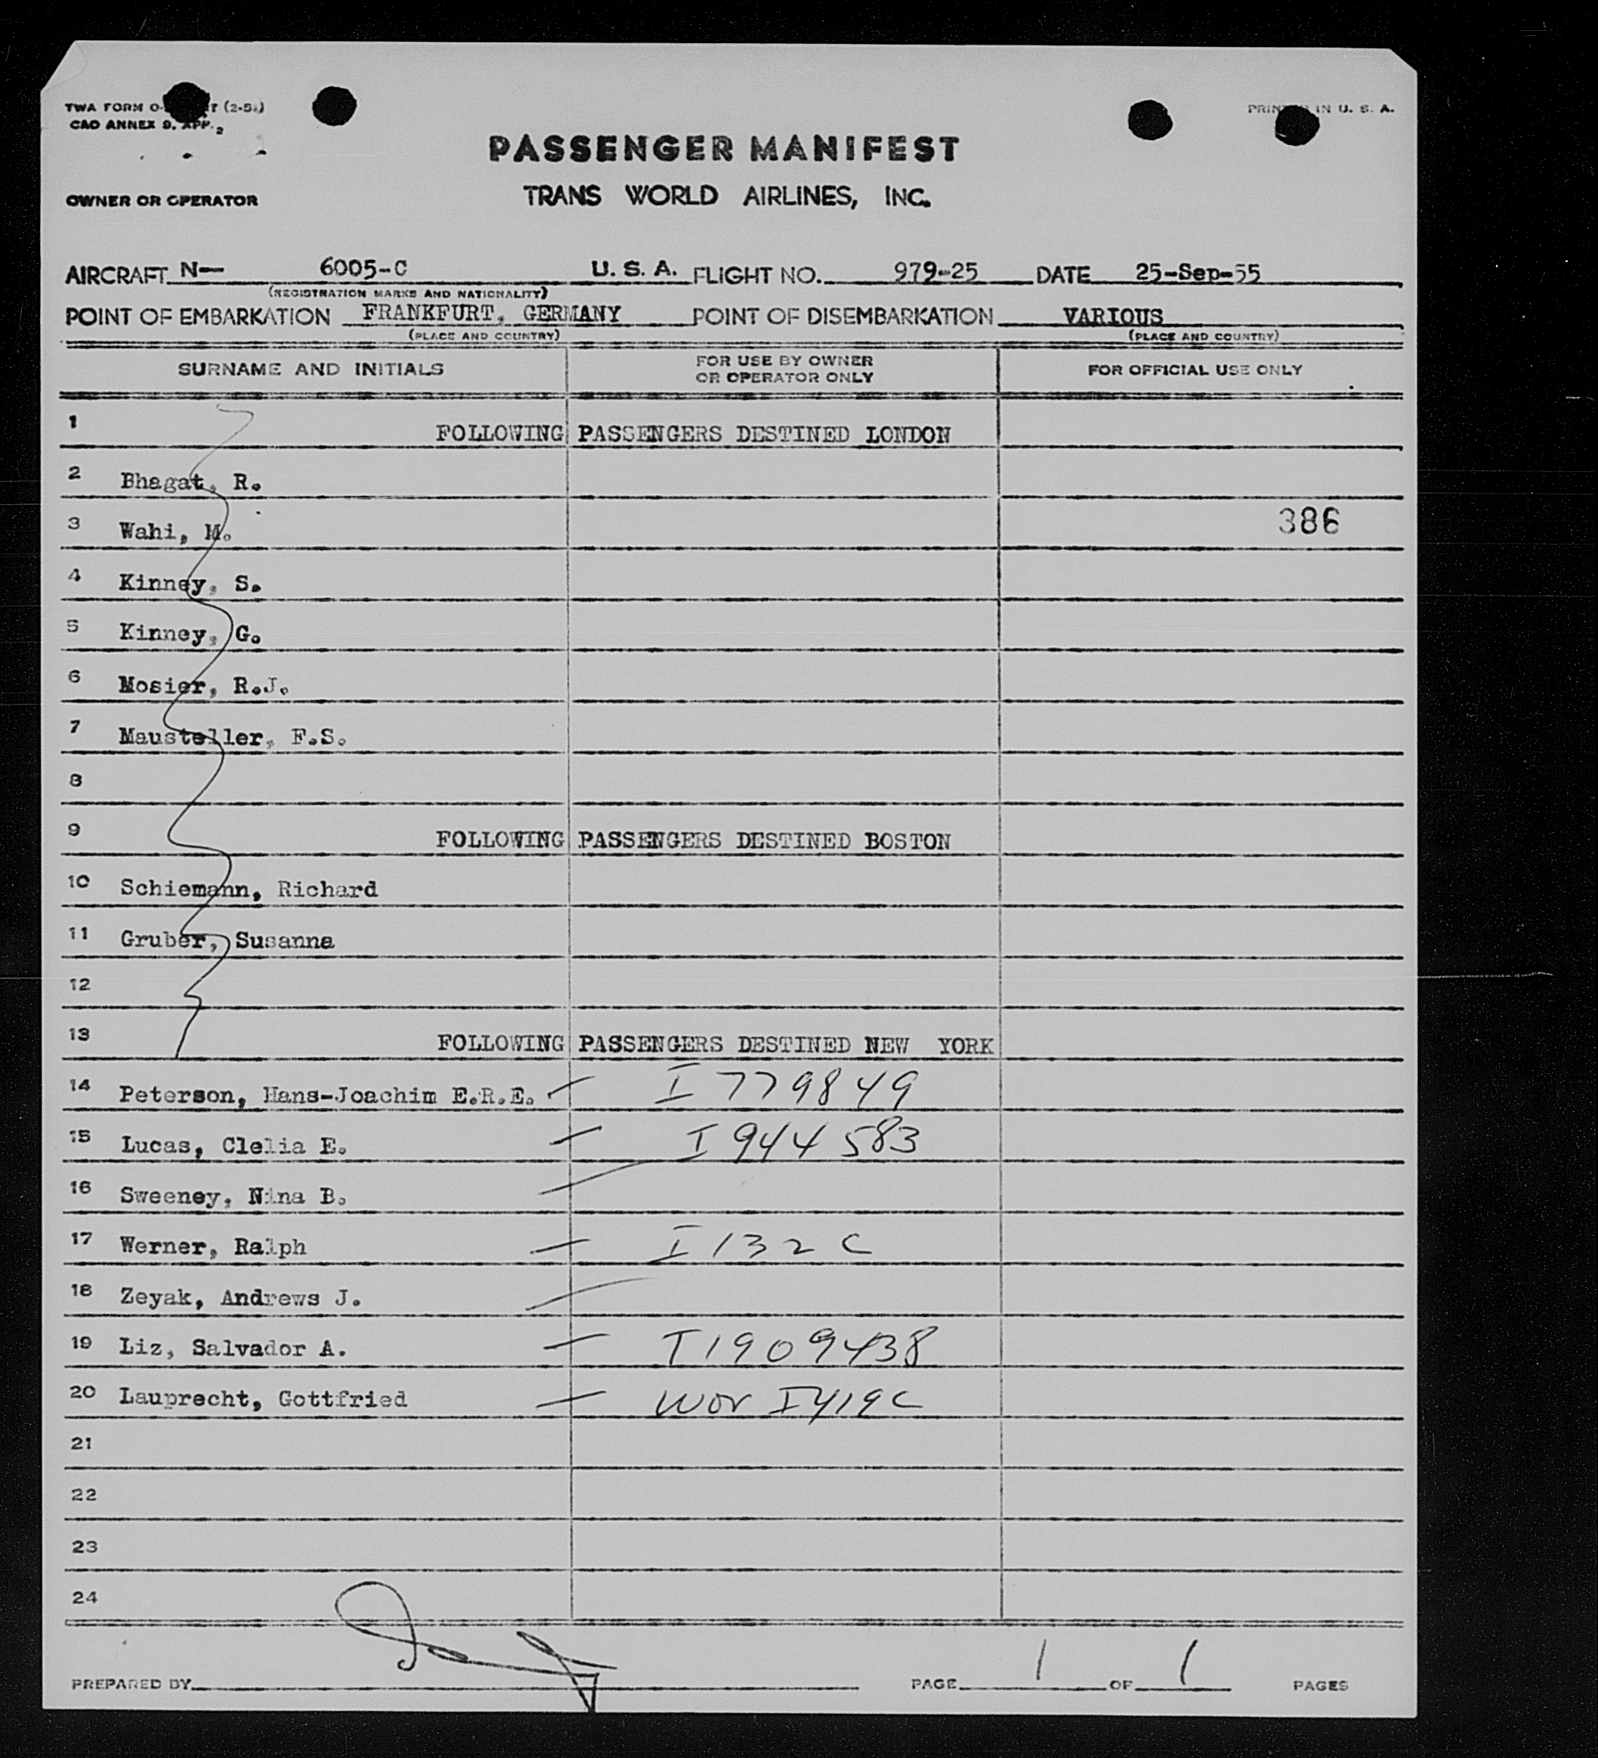 TWA FORM O- T (2-5.)
PRIN IN U. S. A.
CAO ANNEX 9. APP. 2
PASSENGER MANIFEST
OWNER OR OPERATOR
TRANS WORLD AIRLINES, INC.
AIRCRAFT N— 6005-C U. S. A. FLIGHT NO. 979-25 DATE 25-Sep-55
(REGISTRATION MARKS AND NATIONALITY)
POINT OF EMBARKATION FRANKFURT, GERMANY POINT OF DISEMBARKATION VARIOUS
(PLACE AND COUNTRY) (PLACE AND COUNTRY)
SURNAME AND INITIALS FOR USE BY OWNER OR OPERATOR ONLY FOR OFFICIAL USE ONLY
1 FOLLOWING PASSENGERS DESTINED LONDON
2 Bhagat, R.
3 Wahi, M. 386
4 Kinney, S.
5 Kinney, G.
6 Mosier, R.J.
7 Mausteller, F.S.
8
9 FOLLOWING PASSENGERS DESTINED BOSTON
10 Schiemann, Richard
11 Gruber, Susanna
12
13 FOLLOWING PASSENGERS DESTINED NEW YORK
14 Peterson, Hans-Joachim E.R.E. — I 779849
15 Lucas, Clelia E. — I 944583
16 Sweeney, Nina B.
17 Werner, Ralph — I 132 C
18 Zeyak, Andrews J.
19 Liz, Salvador A. — T1909438
20 Lauprecht, Gottfried — wor I419C
21
22
23
24
PREPARED BY PAGE 1 OF 1 PAGES